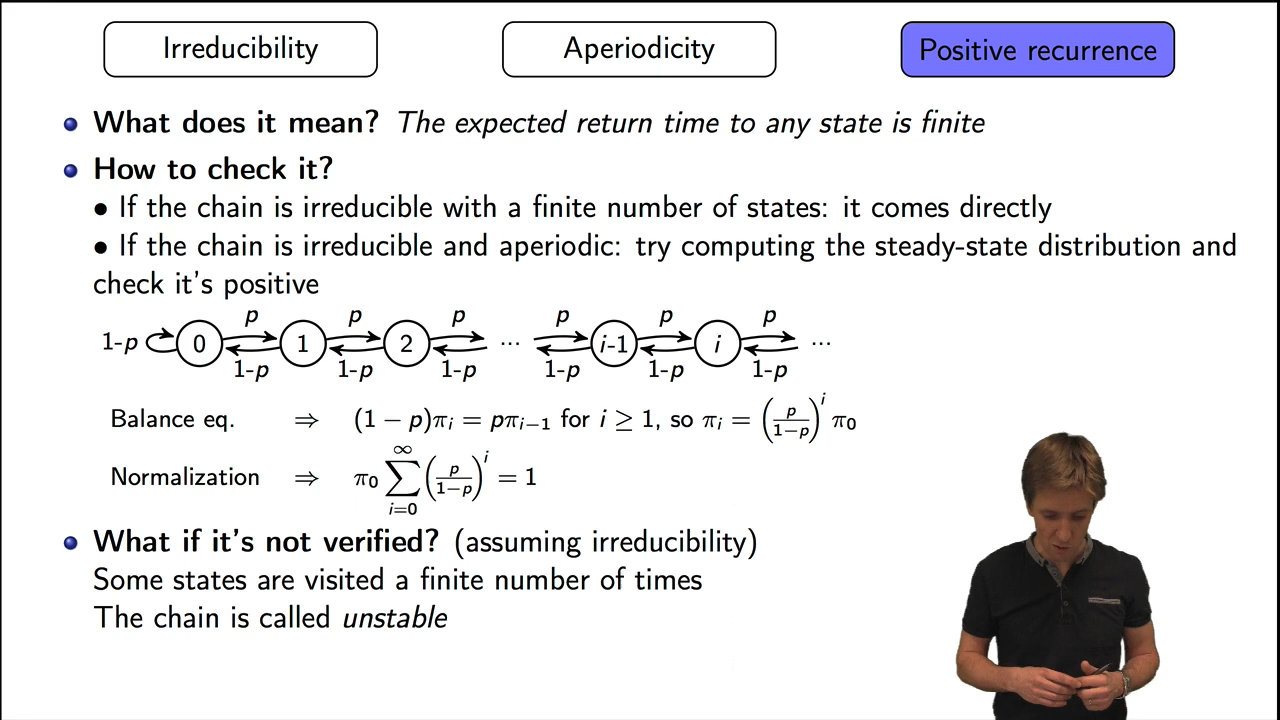 Irreducibility
Aperiodicity
Positive recurrence
What does it mean? The expected return time to any state is finite
How to check it?
• If the chain is irreducible with a finite number of states: it comes directly
• If the chain is irreducible and aperiodic: try computing the steady-state distribution and
check it's positive
p p p p p p
1-p 0 1 2 ... i-1 i ...
1-p 1-p 1-p 1-p 1-p 1-p
Balance eq. ⇒ (1 − p)π_i = pπ_{i−1} for i ≥ 1, so π_i = (p/(1−p))^i π_0
Normalization ⇒ π_0 ∑_{i=0}^{∞} (p/(1−p))^i = 1
What if it's not verified? (assuming irreducibility)
Some states are visited a finite number of times
The chain is called unstable